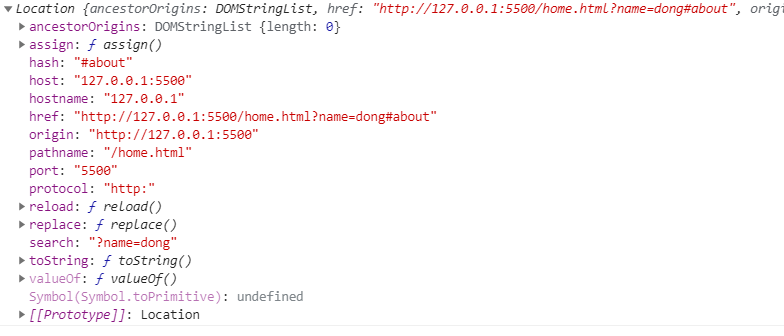 Location {ancestorOrigins: DOMStringList, href: "http://127.0.0.1:5500/home.html?name=dong#about", orig
ancestorOrigins: DOMStringList {length: 0}
assign: ƒ assign()
hash: "#about"
host: "127.0.0.1:5500"
hostname: "127.0.0.1"
href: "http://127.0.0.1:5500/home.html?name=dong#about"
origin: "http://127.0.0.1:5500"
pathname: "/home.html"
port: "5500"
protocol: "http:"
reload: ƒ reload()
replace: ƒ replace()
search: "?name=dong"
toString: ƒ toString()
valueOf: ƒ valueOf()
Symbol(Symbol.toPrimitive): undefined
[[Prototype]]: Location